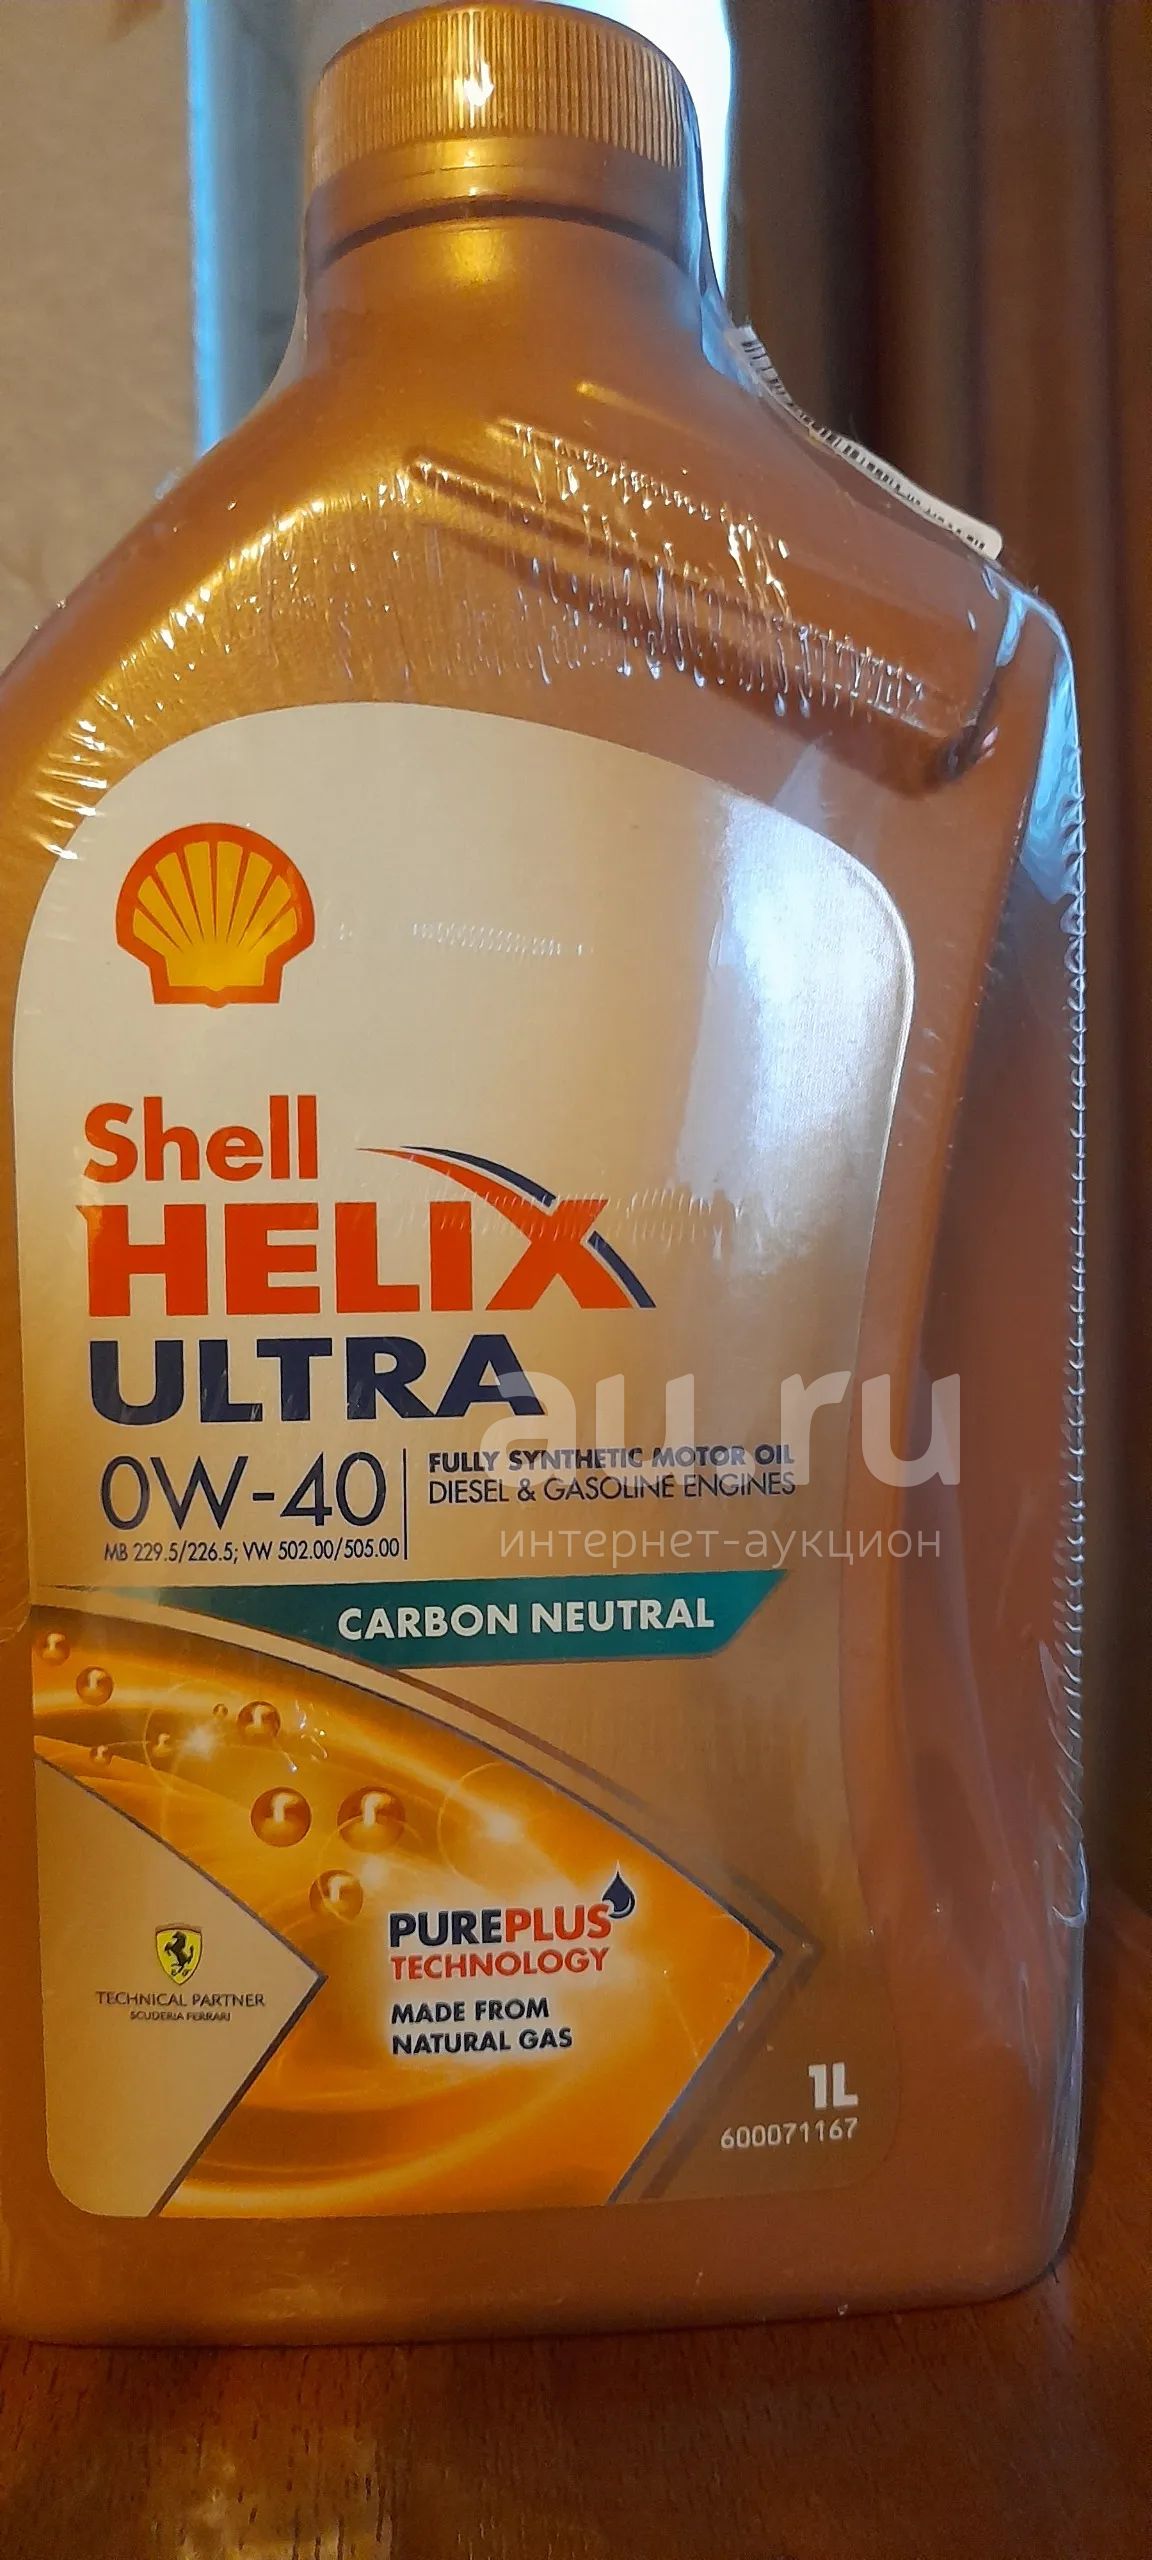 Shell
HELIX
ULTRA
0W-40
FULLY SYNTHETIC MOTOR OIL
DIESEL & GASOLINE ENGINES
MB 229.5/226.5; VW 502.00/505.00
au.ru
интернет-аукцион
CARBON NEUTRAL
PUREPLUS
TECHNOLOGY
MADE FROM
NATURAL GAS
TECHNICAL PARTNER
SCUDERIA FERRARI
1L
600071167